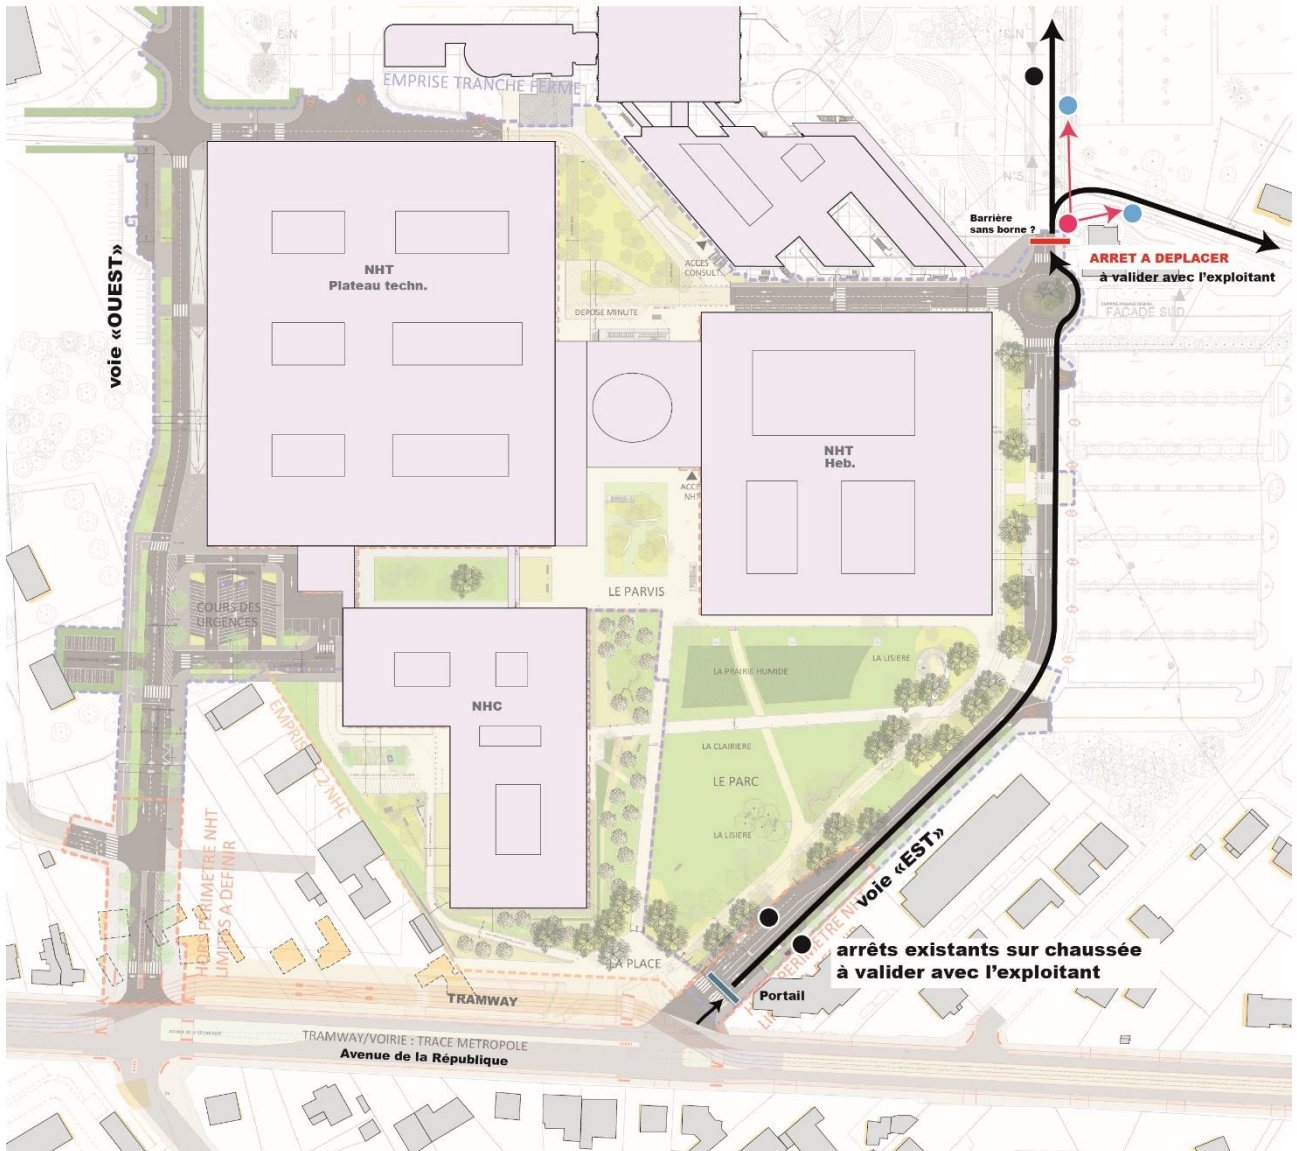 EMPRISE TRANCHE FERME
voie «OUEST»
NHT
Plateau techn.
ACCES
CONSULT.
DEPOSE MINUTE
Barrière
sans borne ?
ARRET A DEPLACER
à valider avec l'exploitant
FAÇADE SUD
N°5
NHT
Heb.
ACCES
NHT
LE PARVIS
COURS DES
URGENCES
NHC
LA PRAIRIE HUMIDE
LA LISIERE
LA CLAIRIERE
LE PARC
LA LISIERE
voie «EST»
HORS PERIMETRE NHT
LIMITES A DEFINIR
LA PLACE
arrêts existants sur chaussée
à valider avec l'exploitant
Portail
TRAMWAY
TRAMWAY/VOIRIE : TRACE METROPOLE
Avenue de la République